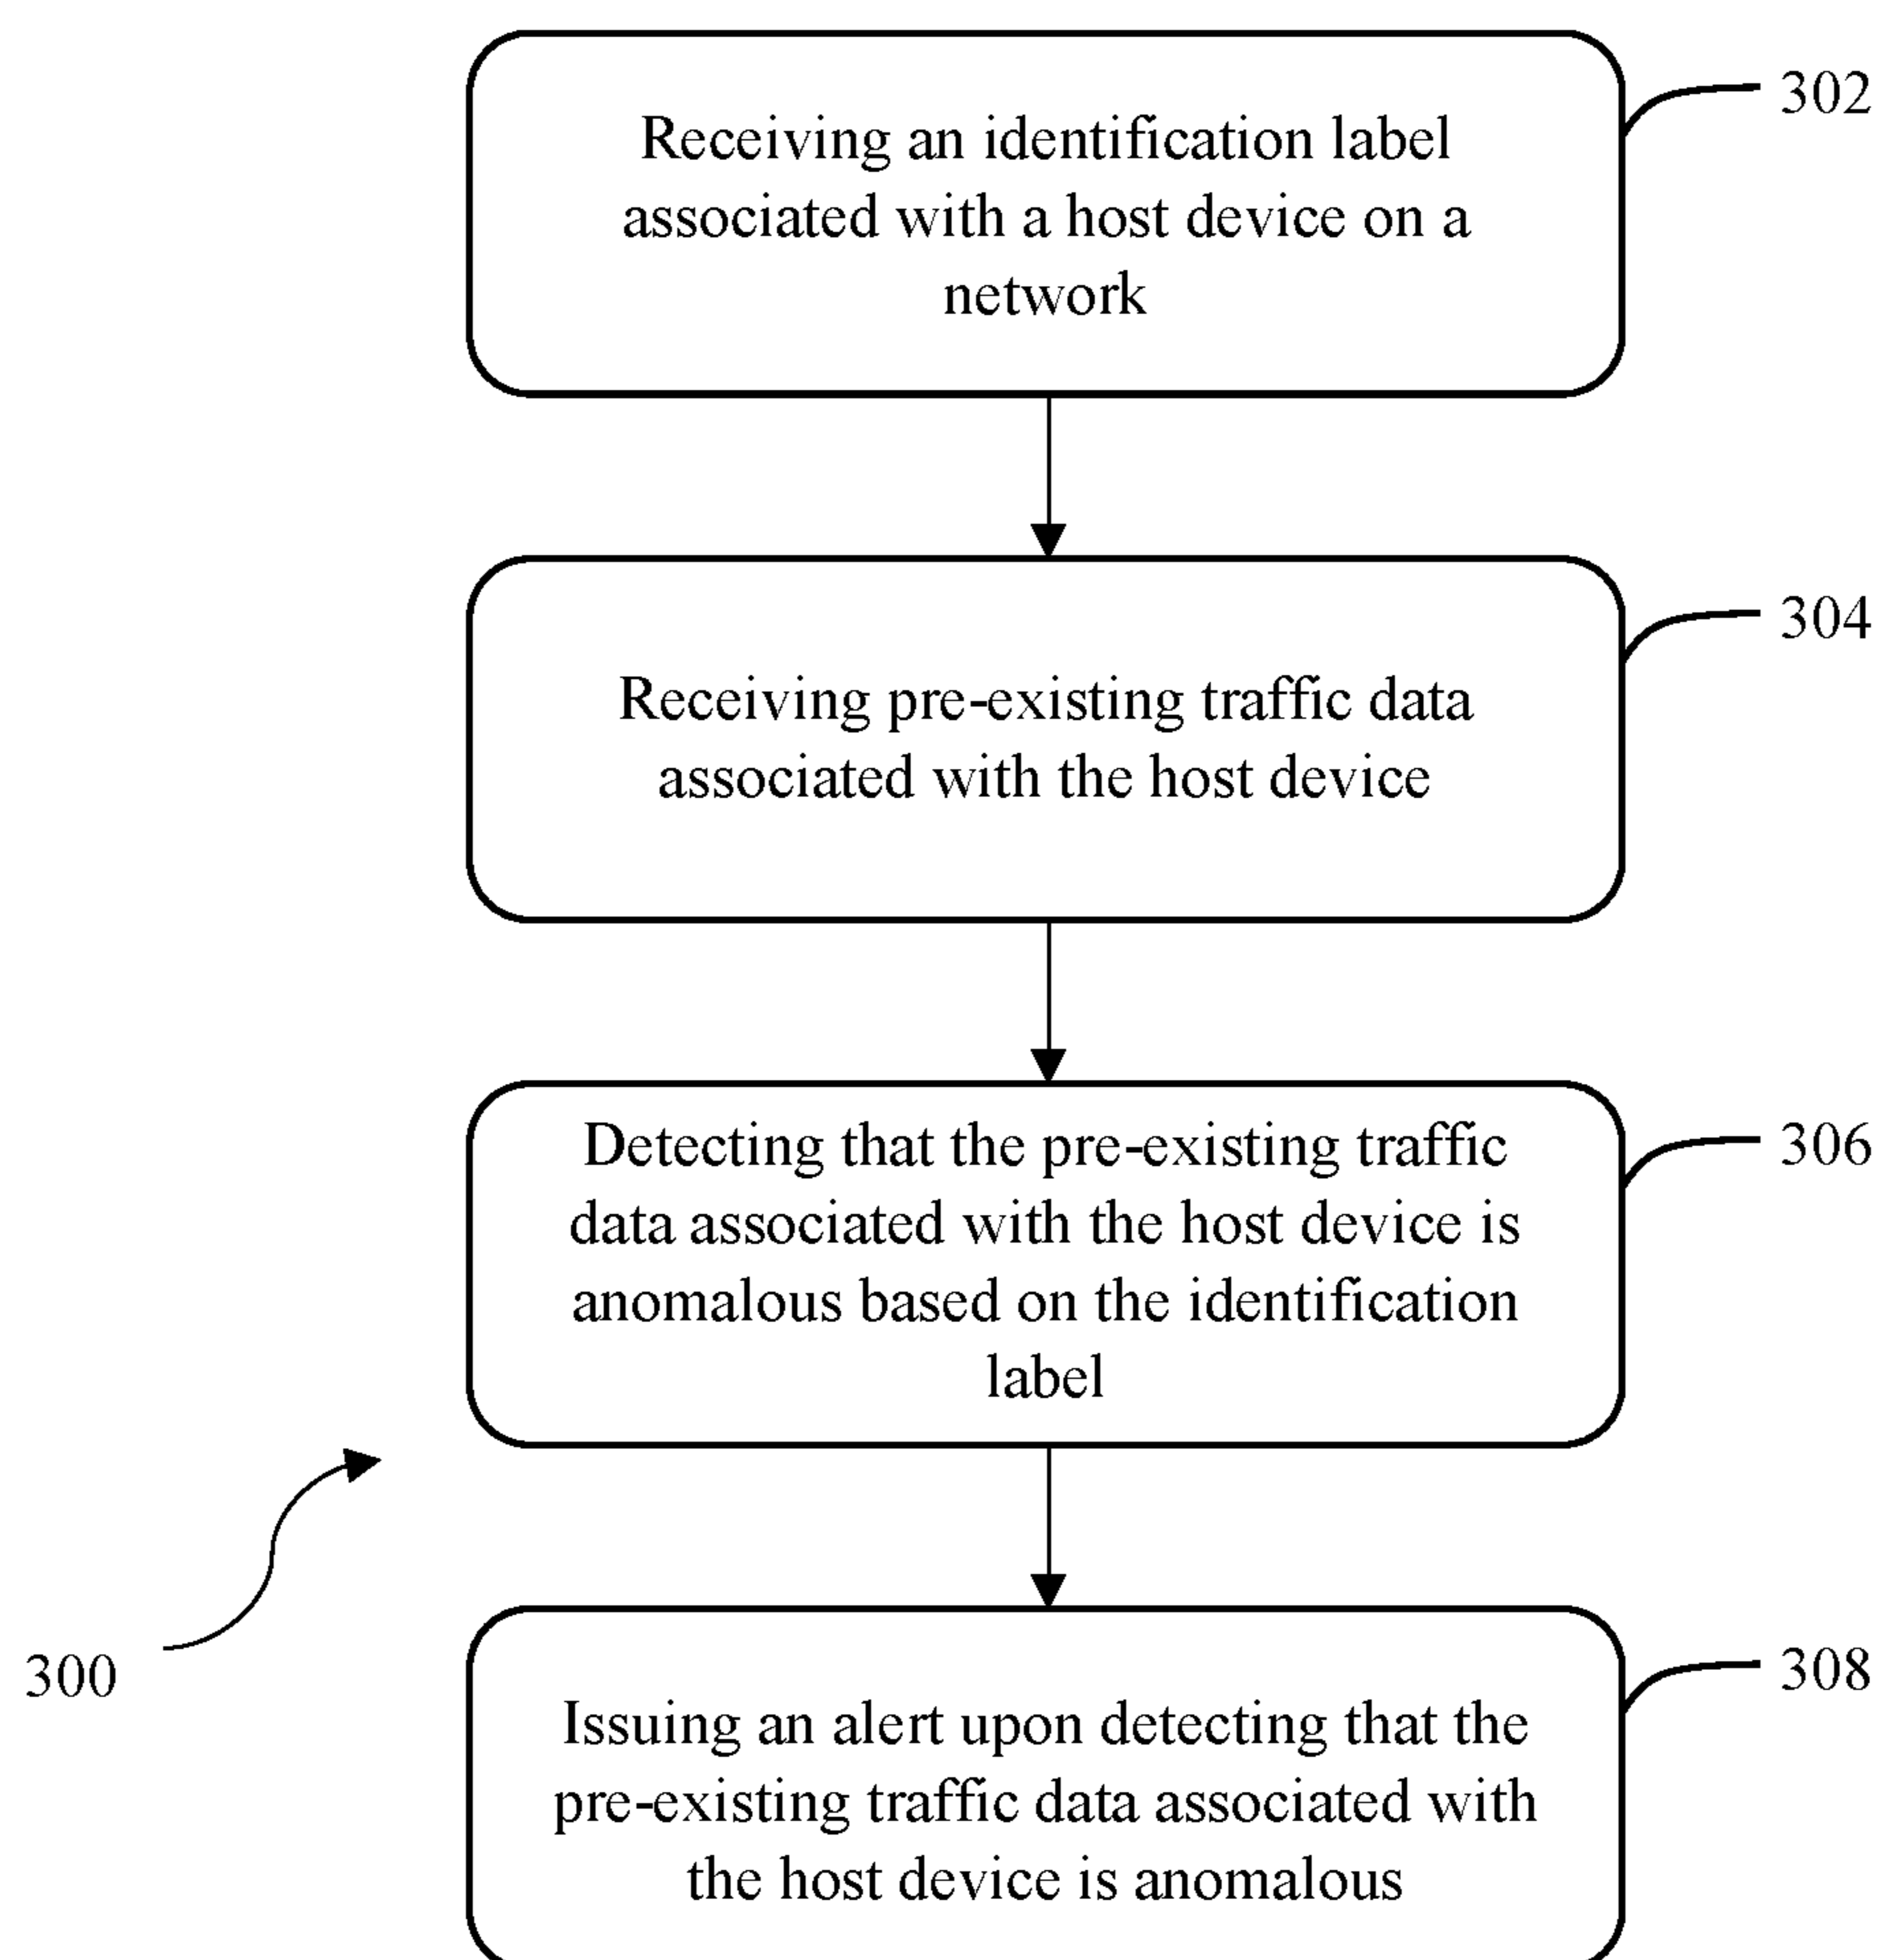 Receiving an identification label
associated with a host device on a
network
302
Receiving pre-existing traffic data
associated with the host device
304
Detecting that the pre-existing traffic
data associated with the host device is
anomalous based on the identification
label
306
Issuing an alert upon detecting that the
pre-existing traffic data associated with
the host device is anomalous
308
300